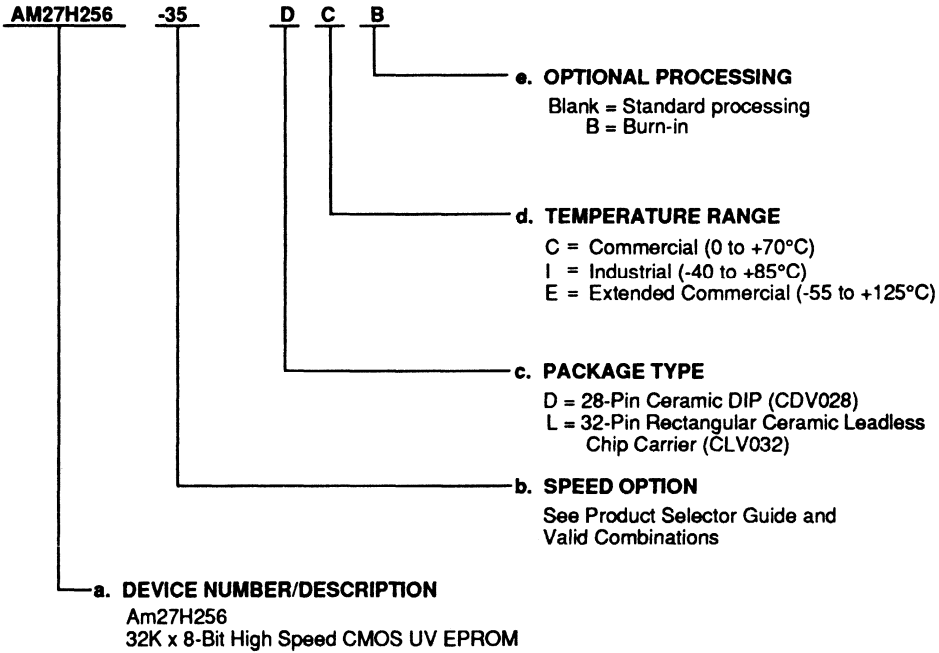 AM27H256 -35 D C B
e. OPTIONAL PROCESSING
Blank = Standard processing
B = Burn-in
d. TEMPERATURE RANGE
C = Commercial (0 to +70°C)
I = Industrial (-40 to +85°C)
E = Extended Commercial (-55 to +125°C)
c. PACKAGE TYPE
D = 28-Pin Ceramic DIP (CDV028)
L = 32-Pin Rectangular Ceramic Leadless
Chip Carrier (CLV032)
b. SPEED OPTION
See Product Selector Guide and
Valid Combinations
a. DEVICE NUMBER/DESCRIPTION
Am27H256
32K x 8-Bit High Speed CMOS UV EPROM